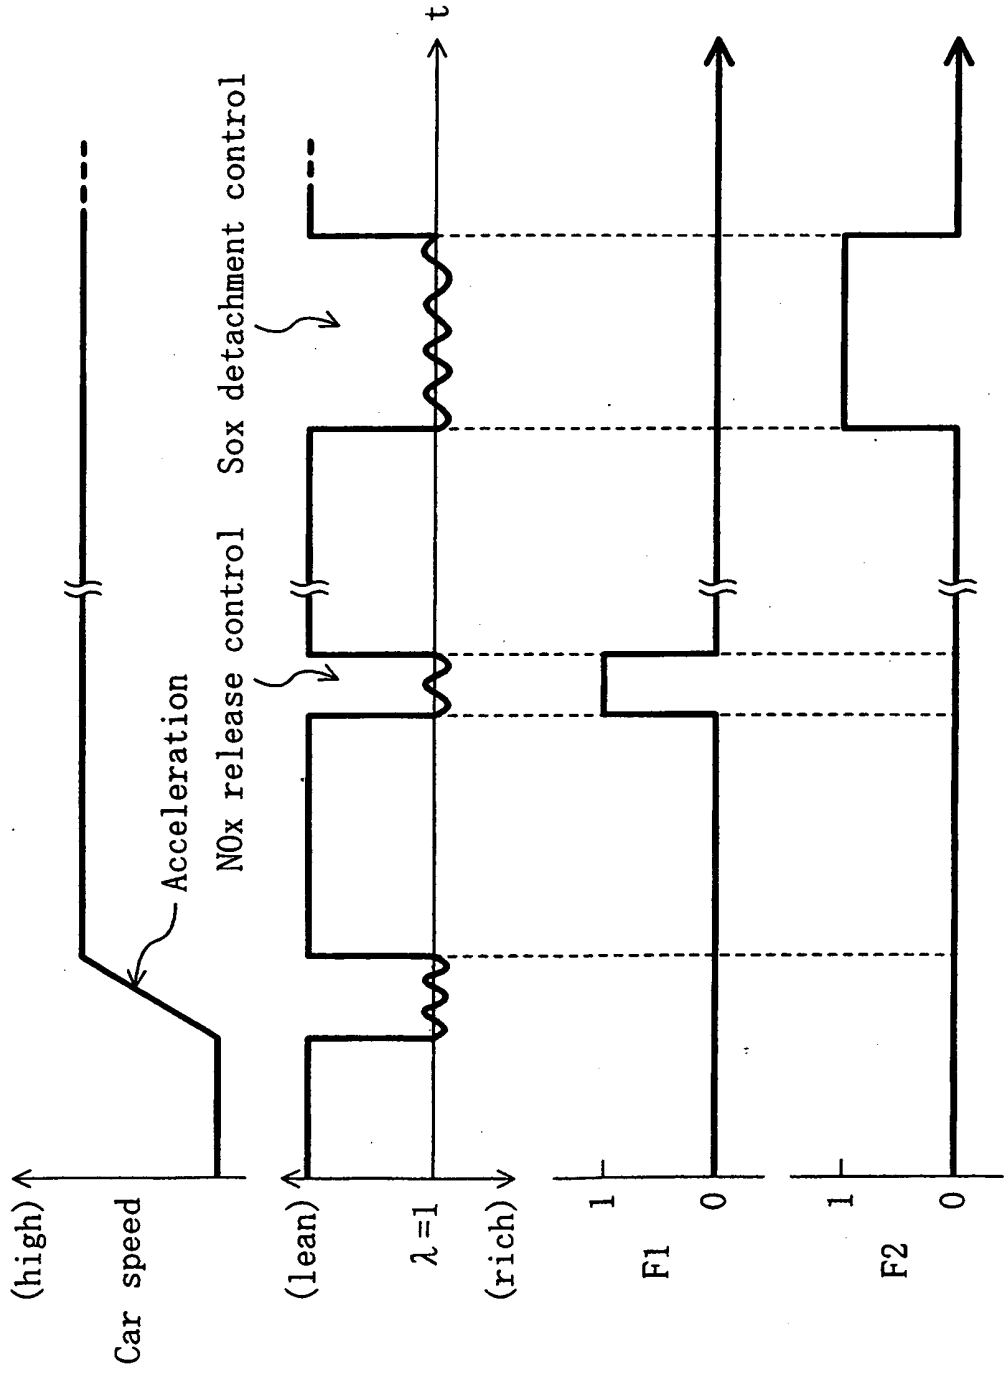 (high)
Car speed
Acceleration
(lean)
λ=1
(rich)
NOx release control
Sox detachment control
t
F1
1
0
F2
1
0